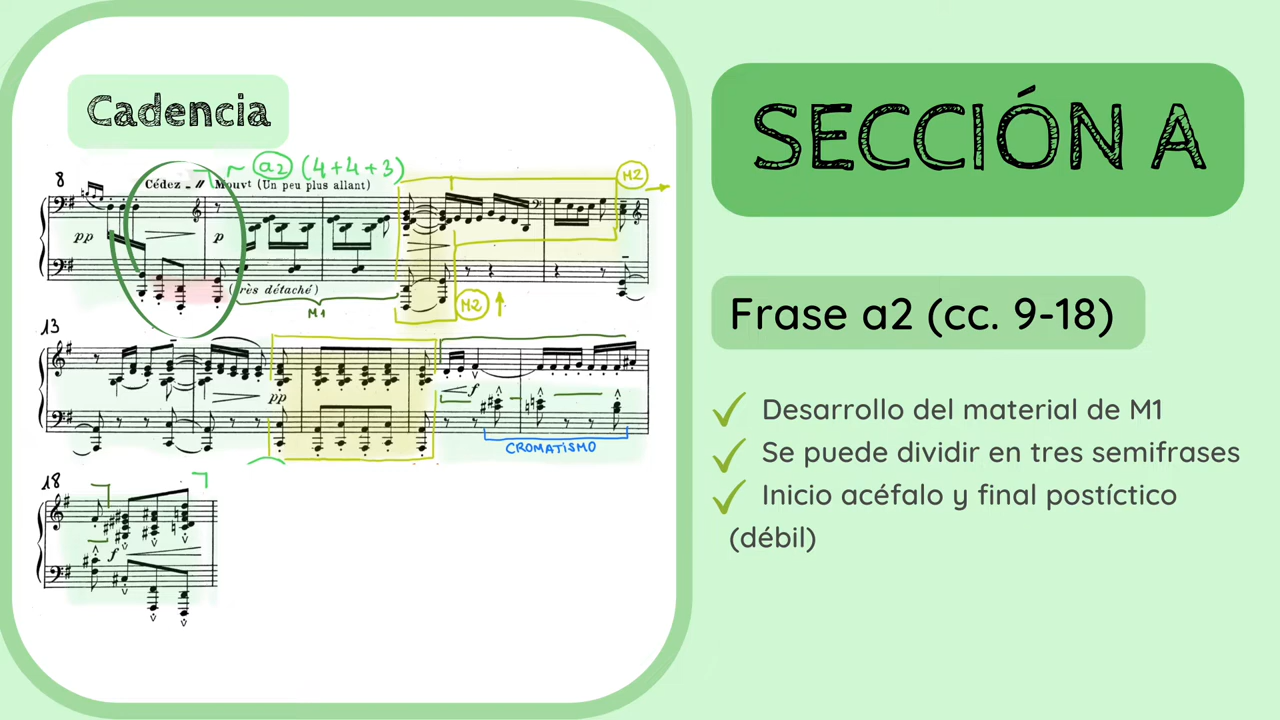 Cadencia
~ a2 (4+4+3)
8
Cédez _ // Mouvt (Un peu plus allant)
M2
pp
p
(très détaché)
M1
M2
13
pp
f
CROMATISMO
18
f
SECCIÓN A
Frase a2 (cc. 9-18)
✓ Desarrollo del material de M1
✓ Se puede dividir en tres semifrases
✓ Inicio acéfalo y final postíctico
(débil)